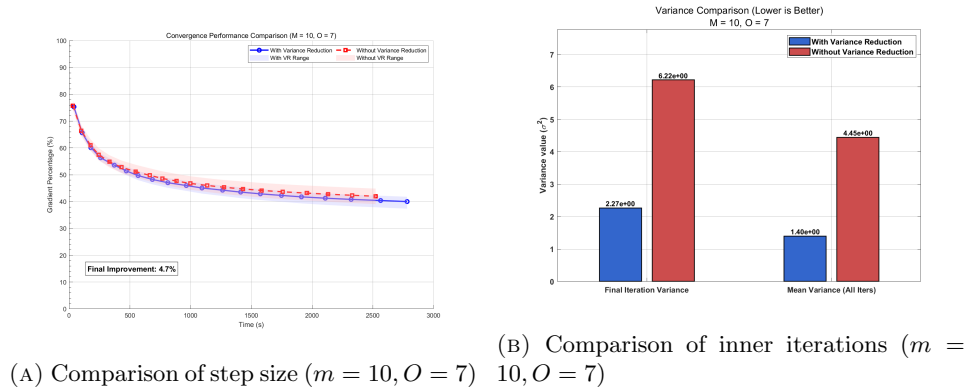 Convergence Performance Comparison (M = 10, O = 7)
With Variance Reduction
Without Variance Reduction
With VR Range
Without VR Range
Gradient Percentage (%)
100
90
80
70
60
50
40
30
20
10
0
Final Improvement: 4.7%
0 500 1000 1500 2000 2500 3000
Time (s)
(A) Comparison of step size (m = 10, O = 7)
Variance Comparison (Lower is Better)
M = 10, O = 7
With Variance Reduction
Without Variance Reduction
Variance value (σ²)
7
6
5
4
3
2
1
0
2.27e+00
6.22e+00
1.40e+00
4.45e+00
Final Iteration Variance
Mean Variance (All Iters)
(B) Comparison of inner iterations (m =
10, O = 7)